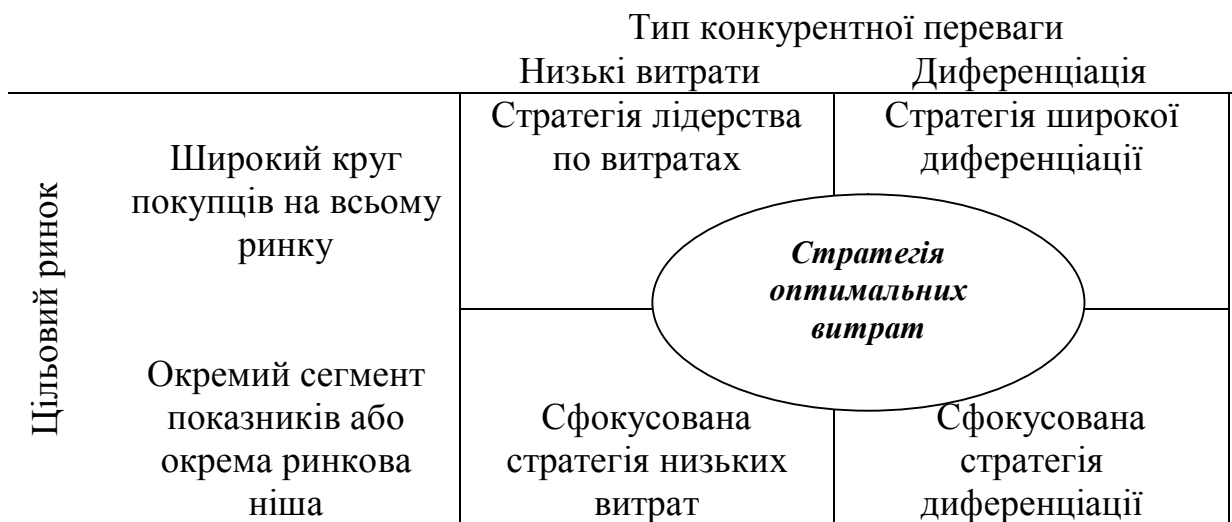 Тип конкурентної переваги
Низькі витрати
Диференціація
Цільовий ринок
Широкий круг
покупців на всьому
ринку
Стратегія лідерства
по витратах
Стратегія широкої
диференціації
Стратегія
оптимальних
витрат
Окремий сегмент
показників або
окрема ринкова
ніша
Сфокусована
стратегія низьких
витрат
Сфокусована
стратегія
диференціації